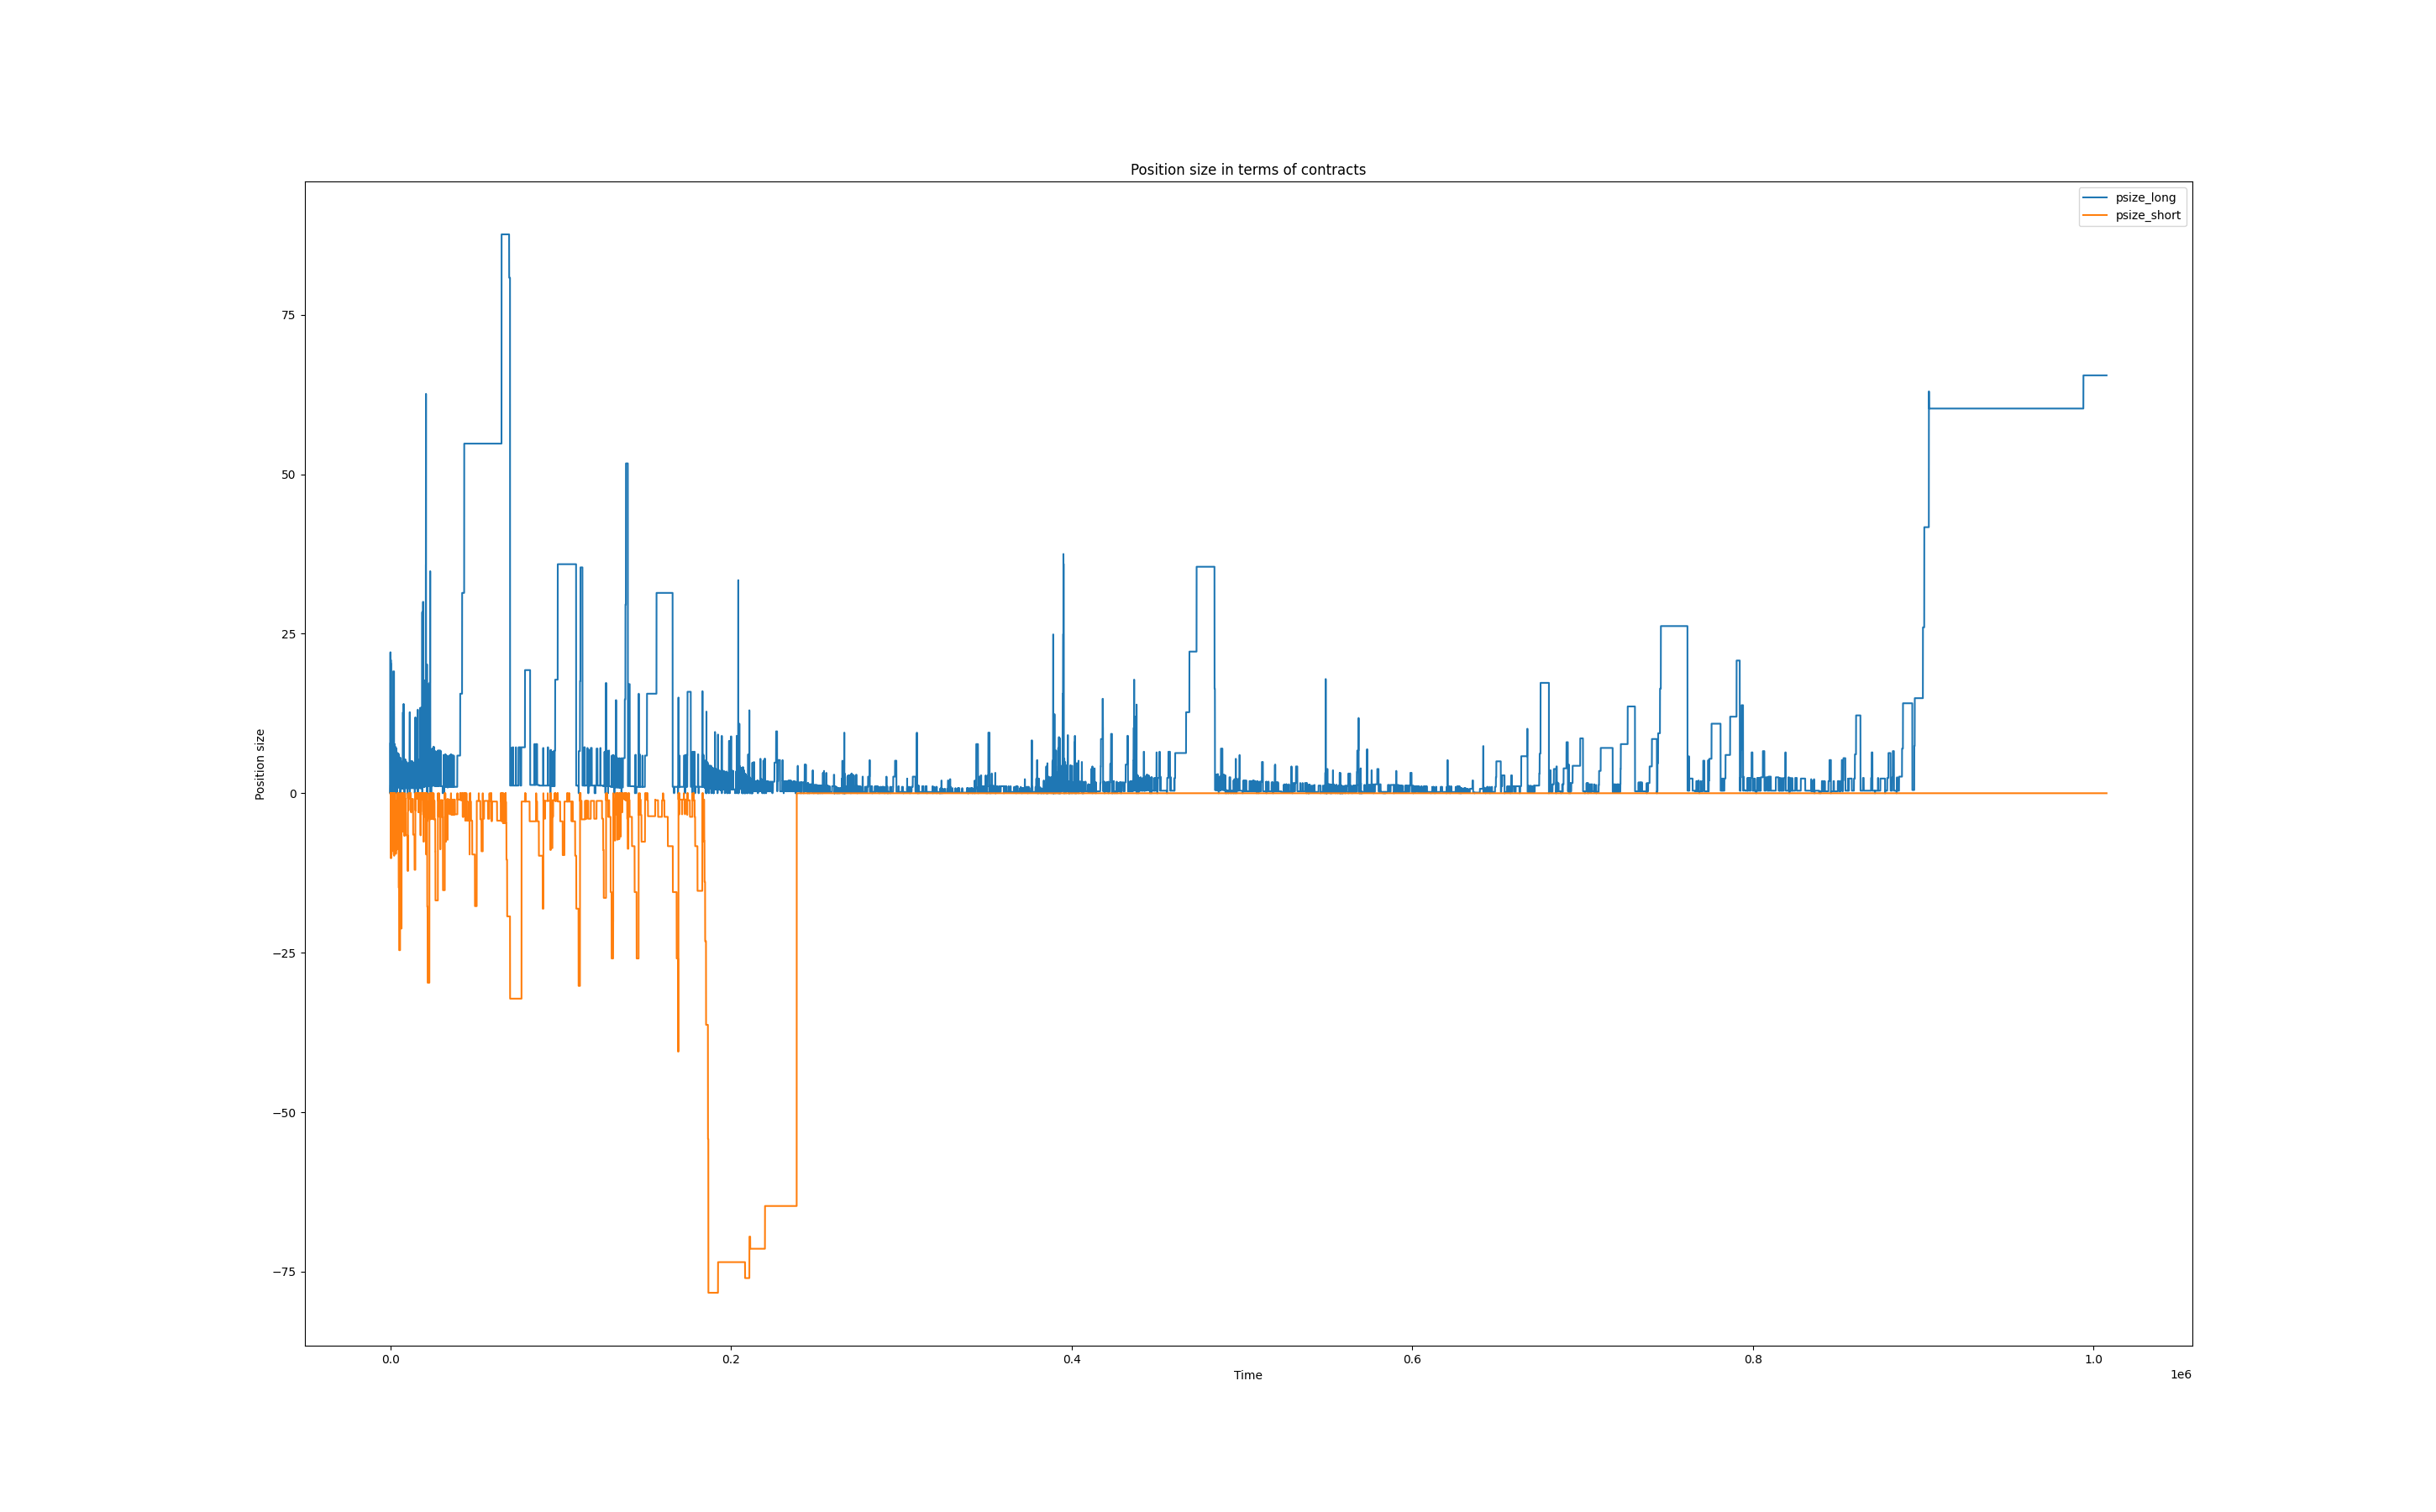 Position size in terms of contracts
psize_long
psize_short
Position size
75
50
25
0
−25
−50
−75
0.0
0.2
0.4
0.6
0.8
1.0
1e6
Time